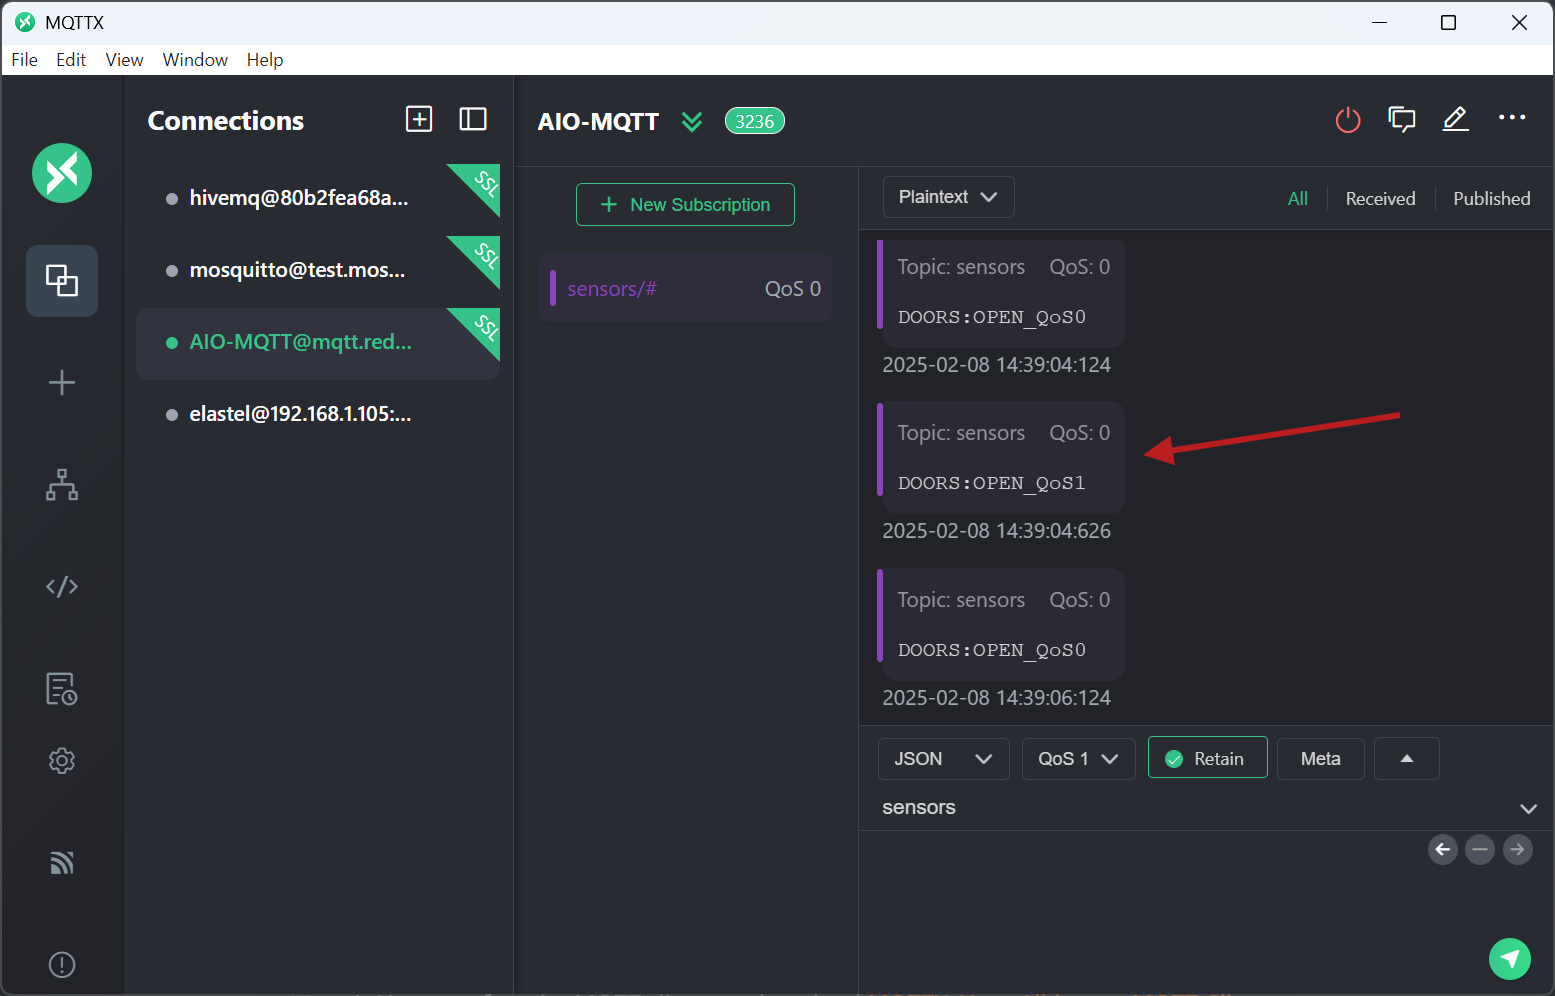 MQTTX
File Edit View Window Help
Connections
hivemq@80b2fea68a...
SSL
mosquitto@test.mos...
SSL
AIO-MQTT@mqtt.red...
SSL
elastel@192.168.1.105:...
AIO-MQTT 3236
+ New Subscription
sensors/# QoS 0
Plaintext All Received Published
Topic: sensors QoS: 0
DOORS:OPEN_QoS0
2025-02-08 14:39:04:124
Topic: sensors QoS: 0
DOORS:OPEN_QoS1
2025-02-08 14:39:04:626
Topic: sensors QoS: 0
DOORS:OPEN_QoS0
2025-02-08 14:39:06:124
JSON QoS 1 Retain Meta
sensors